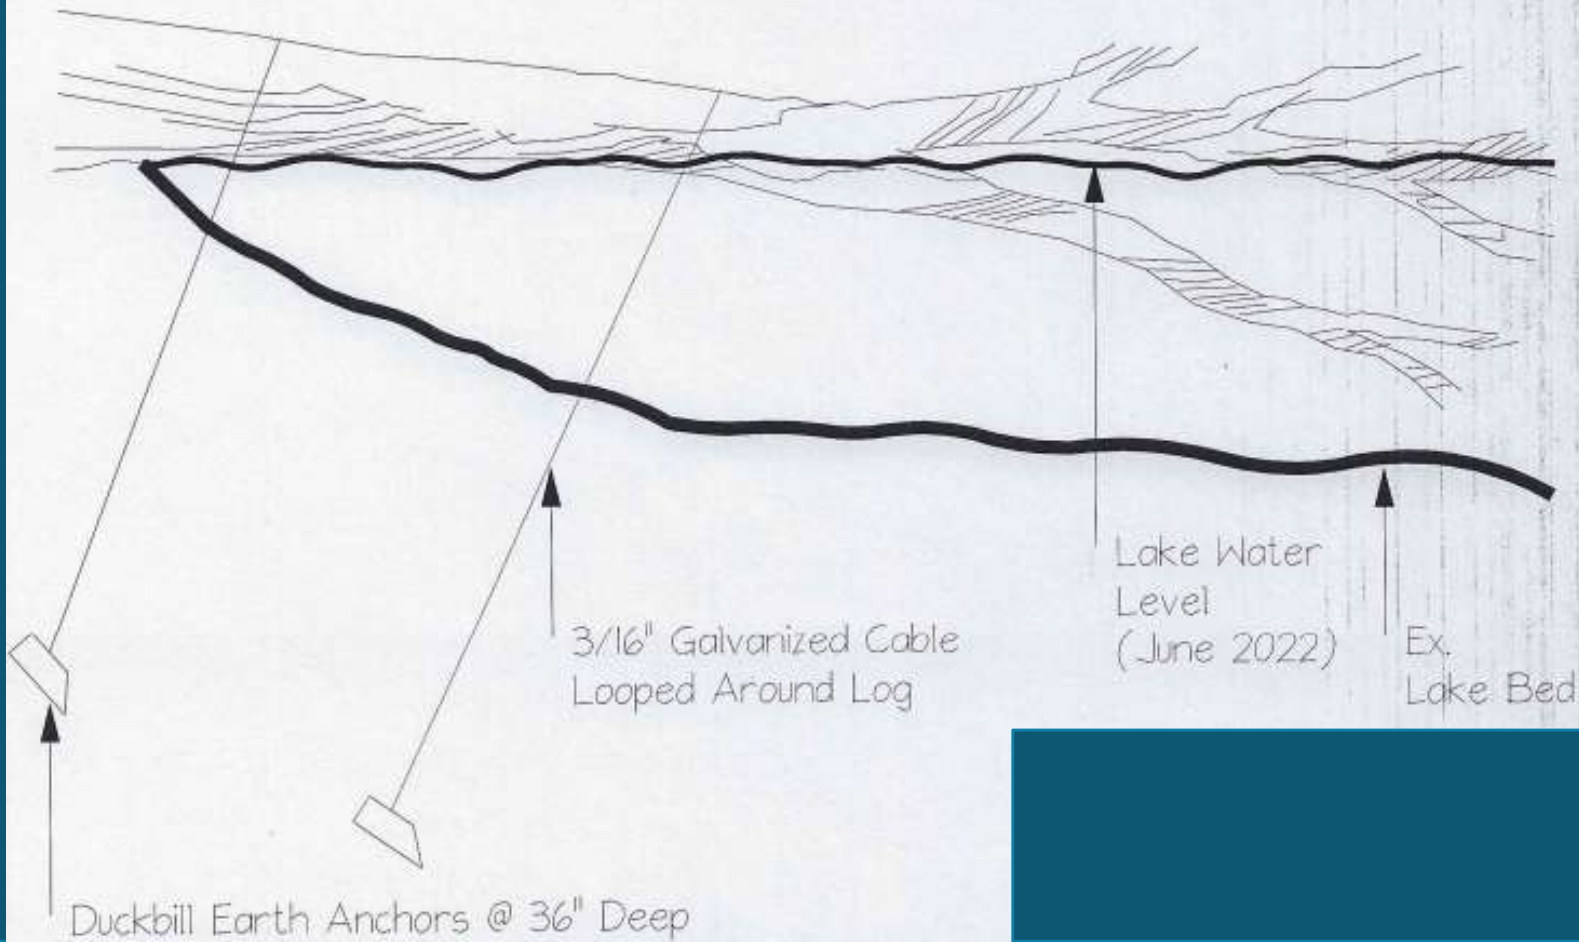 Lake Water
Level
(June 2022)
3/16" Galvanized Cable
Looped Around Log
Ex.
Lake Bed
Duckbill Earth Anchors @ 36" Deep